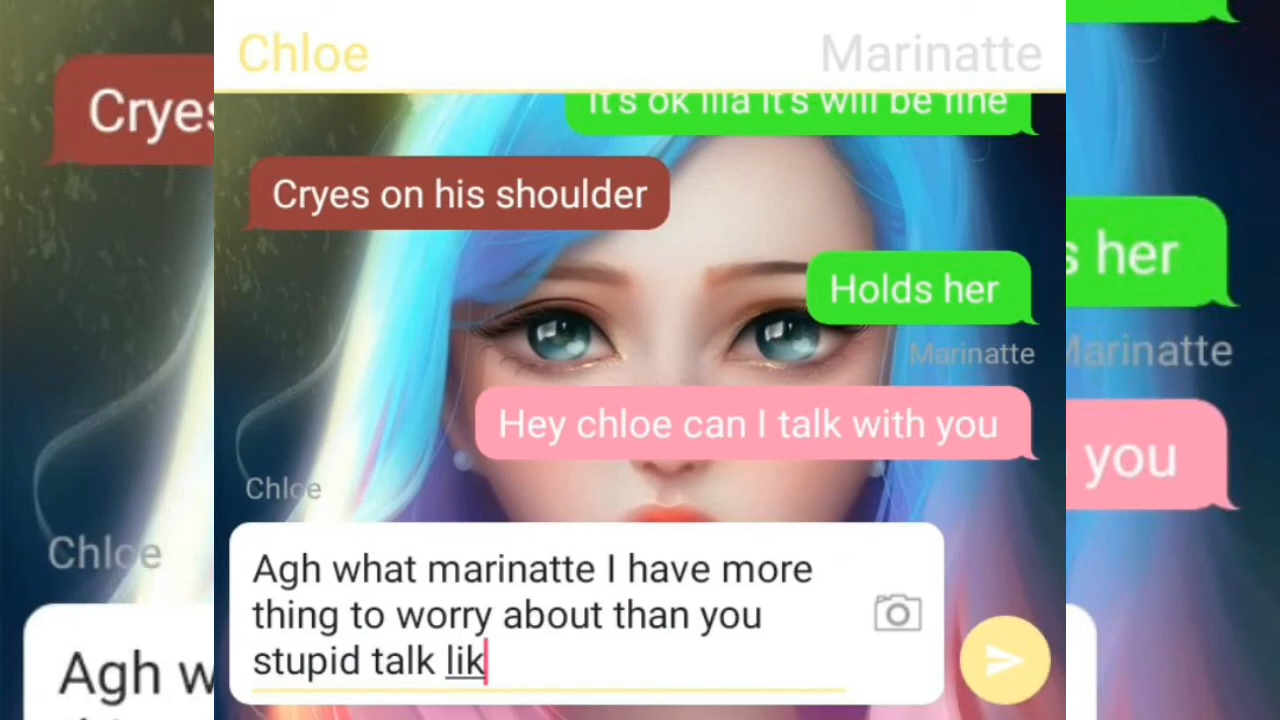 Chloe
Marinatte
It's ok lila it's will be fine
Cryes on his shoulder
Holds her
Marinatte
Hey chloe can I talk with you
Chloe
Agh what marinatte I have more
thing to worry about than you
stupid talk lik
Cryes
s her
Marinatte
you
Chloe
Agh w